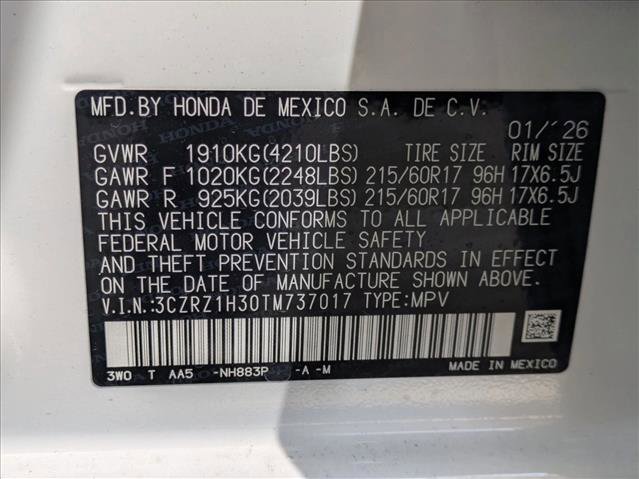 MFD.BY HONDA DE MEXICO S.A. DE C.V.
01/'26
GVWR 1910KG(4210LBS) TIRE SIZE RIM SIZE
GAWR F 1020KG(2248LBS) 215/60R17 96H 17X6.5J
GAWR R 925KG(2039LBS) 215/60R17 96H 17X6.5J
THIS VEHICLE CONFORMS TO ALL APPLICABLE
FEDERAL MOTOR VEHICLE SAFETY
AND THEFT PREVENTION STANDARDS IN EFFECT
ON THE DATE OF MANUFACTURE SHOWN ABOVE.
V.I.N.:3CZRZ1H30TM737017 TYPE:MPV
3WO T AA5 -NH883P -A -M
MADE IN MEXICO